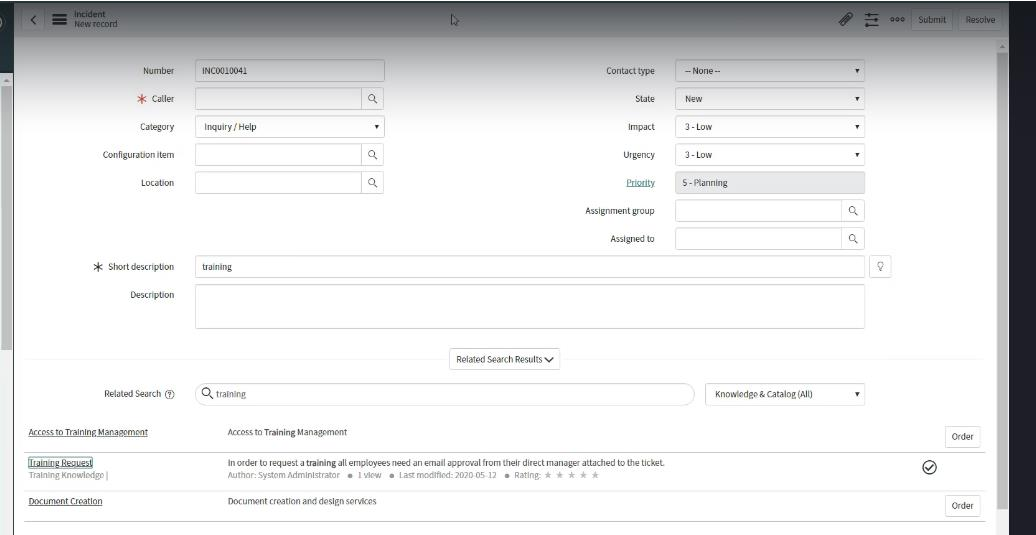 Incident
New record
Submit
Resolve
Number
INC0010041
Contact type
-- None --
Caller
State
New
Category
Inquiry / Help
Impact
3 - Low
Configuration item
Urgency
3 - Low
Location
Priority
5 - Planning
Assignment group
Assigned to
Short description
training
Description
Related Search Results
Related Search
training
Knowledge & Catalog (All)
Access to Training Management
Access to Training Management
Order
Training Request
In order to request a training all employees need an email approval from their direct manager attached to the ticket.
Training Knowledge |
Author: System Administrator ● 1 view ● Last modified: 2020-05-12 ● Rating: ★ ★ ★ ★ ★
Document Creation
Document creation and design services
Order